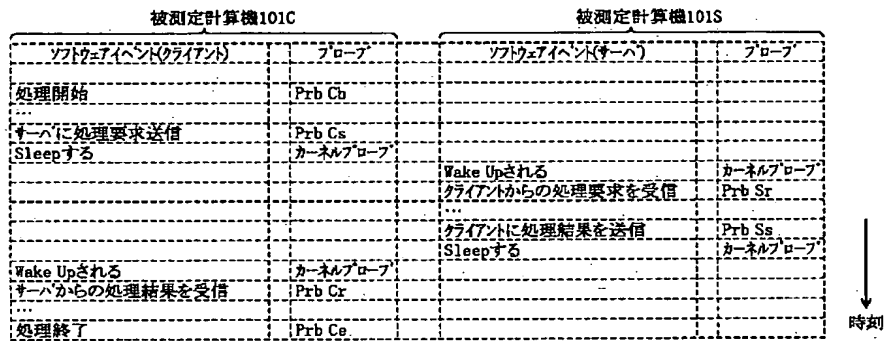 被測定計算機101C 被測定計算機101S
ソフトウェアイベント(クライアント) プローブ ソフトウェアイベント(サーバ) プローブ
処理開始 Prb Cb
...
サーバに処理要求送信 Prb Cs
Sleepする カーネルプローブ
Wake Upされる カーネルプローブ
クライアントからの処理要求を受信 Prb Sr
...
クライアントに処理結果を送信 Prb Ss
Sleepする カーネルプローブ
Wake Upされる カーネルプローブ
サーバからの処理結果を受信 Prb Cr
...
処理終了 Prb Ce
時刻